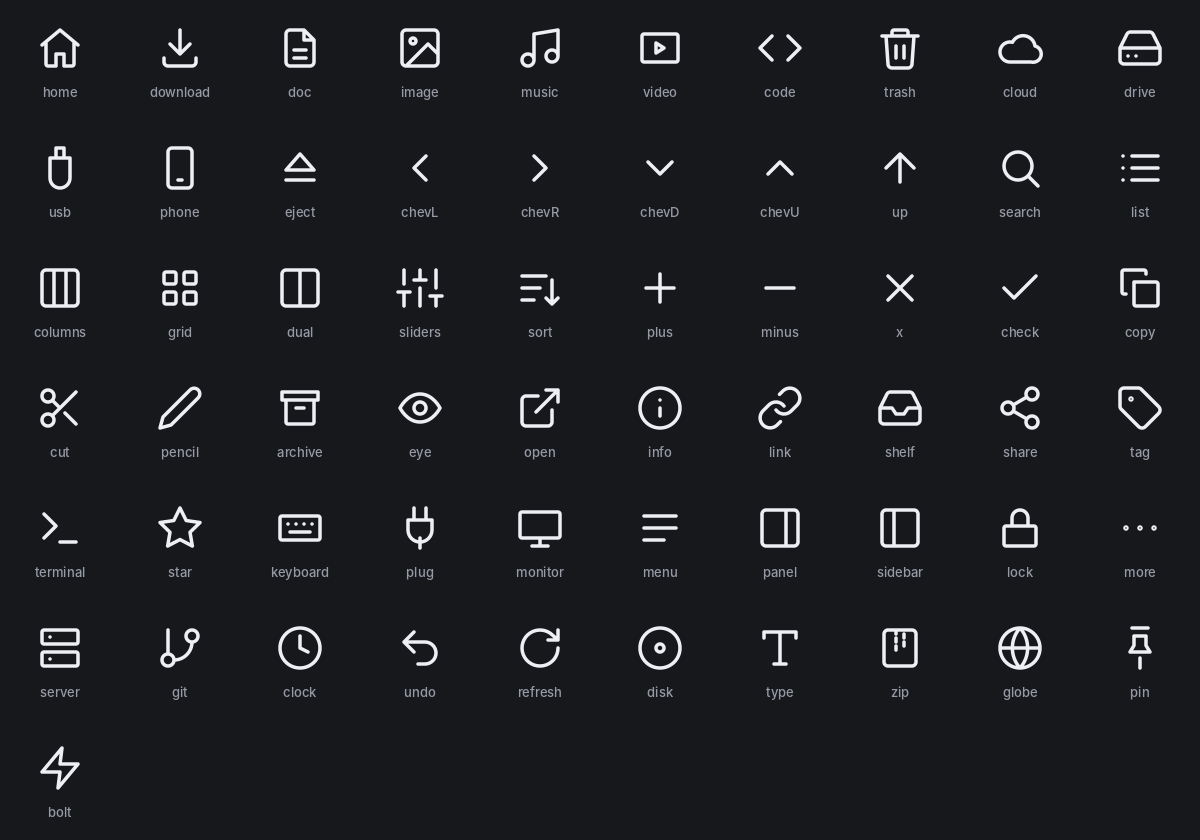 home download doc image music video code trash cloud drive
usb phone eject chevL chevR chevD chevU up search list
columns grid dual sliders sort plus minus x check copy
cut pencil archive eye open info link shelf share tag
terminal star keyboard plug monitor menu panel sidebar lock more
server git clock undo refresh disk type zip globe pin
bolt